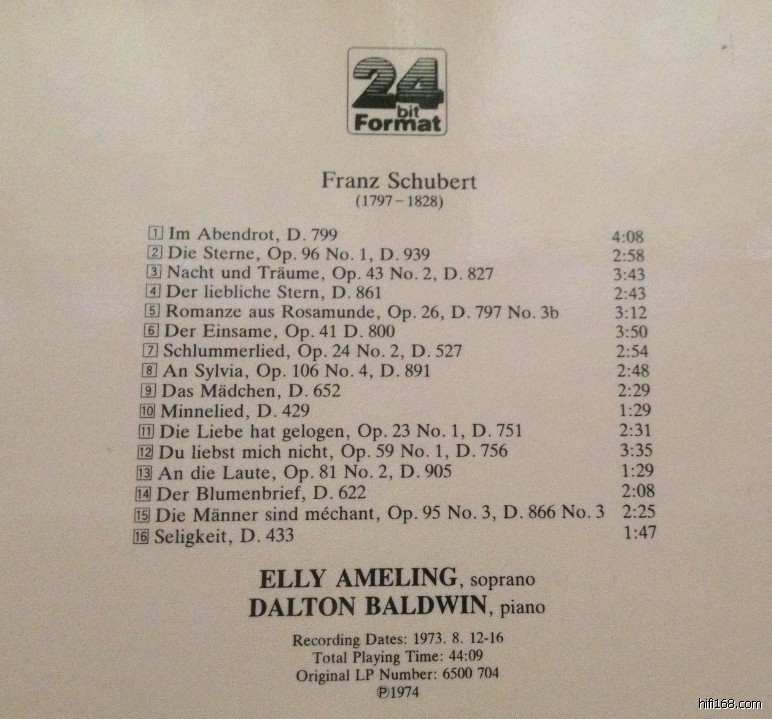 24
bit
Format
Franz Schubert
(1797–1828)
1 Im Abendrot, D. 799 4:08
2 Die Sterne, Op. 96 No. 1, D. 939 2:58
3 Nacht und Träume, Op. 43 No. 2, D. 827 3:43
4 Der liebliche Stern, D. 861 2:43
5 Romanze aus Rosamunde, Op. 26, D. 797 No. 3b 3:12
6 Der Einsame, Op. 41 D. 800 3:50
7 Schlummerlied, Op. 24 No. 2, D. 527 2:54
8 An Sylvia, Op. 106 No. 4, D. 891 2:48
9 Das Mädchen, D. 652 2:29
10 Minnelied, D. 429 1:29
11 Die Liebe hat gelogen, Op. 23 No. 1, D. 751 2:31
12 Du liebst mich nicht, Op. 59 No. 1, D. 756 3:35
13 An die Laute, Op. 81 No. 2, D. 905 1:29
14 Der Blumenbrief, D. 622 2:08
15 Die Männer sind méchant, Op. 95 No. 3, D. 866 No. 3 2:25
16 Seligkeit, D. 433 1:47
ELLY AMELING, soprano
DALTON BALDWIN, piano
Recording Dates: 1973. 8. 12-16
Total Playing Time: 44:09
Original LP Number: 6500 704
℗1974
hifi168.com